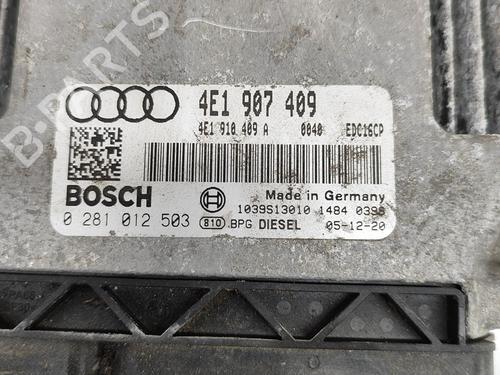 4E1 907 409
4E1 910 409 A 0040 EDC16CP
BOSCH
Made in Germany
1039S13010 1484 0398
0 281 012 503 810 .BPG DIESEL 05-12-20
B-PARTS